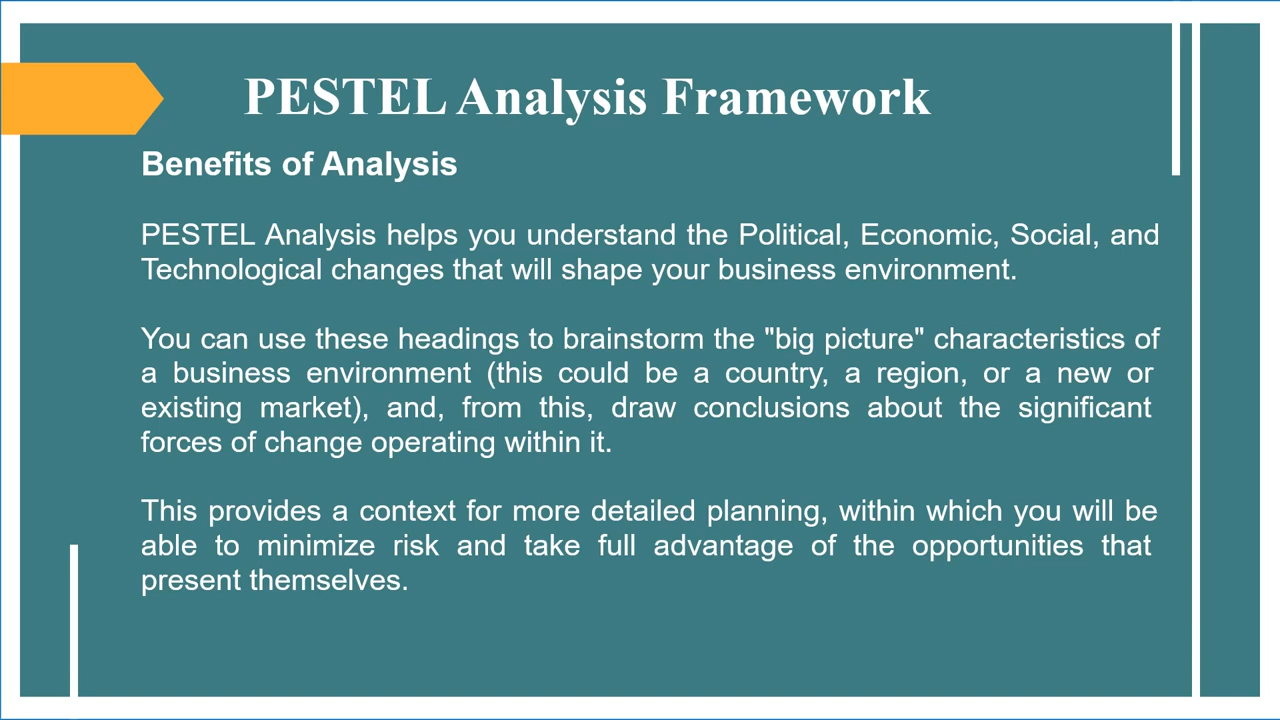 PESTEL Analysis Framework
Benefits of Analysis
PESTEL Analysis helps you understand the Political, Economic, Social, and
Technological changes that will shape your business environment.
You can use these headings to brainstorm the "big picture" characteristics of
a business environment (this could be a country, a region, or a new or
existing market), and, from this, draw conclusions about the significant
forces of change operating within it.
This provides a context for more detailed planning, within which you will be
able to minimize risk and take full advantage of the opportunities that
present themselves.